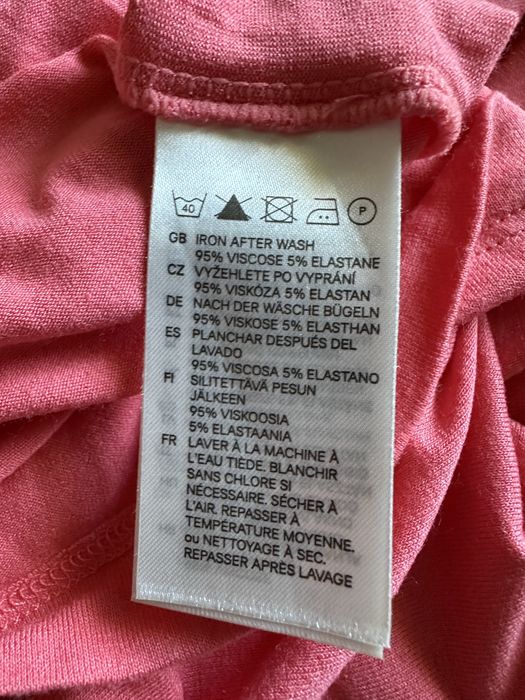 40 P
GB IRON AFTER WASH
95% VISCOSE 5% ELASTANE
CZ VYŽEHLETE PO VYPRÁNÍ
95% VISKÓZA 5% ELASTAN
DE NACH DER WÄSCHE BÜGELN
95% VISKOSE 5% ELASTHAN
ES PLANCHAR DESPUÉS DEL
LAVADO
95% VISCOSA 5% ELASTANO
FI SILITETTÄVÄ PESUN
JÄLKEEN
95% VISKOOSIA
5% ELASTAANIA
FR LAVER À LA MACHINE À
L'EAU TIÈDE. BLANCHIR
SANS CHLORE SI
NÉCESSAIRE. SÉCHER À
L'AIR. REPASSER À
TEMPÉRATURE MOYENNE.
ou NETTOYAGE À SEC.
REPASSER APRÈS LAVAGE